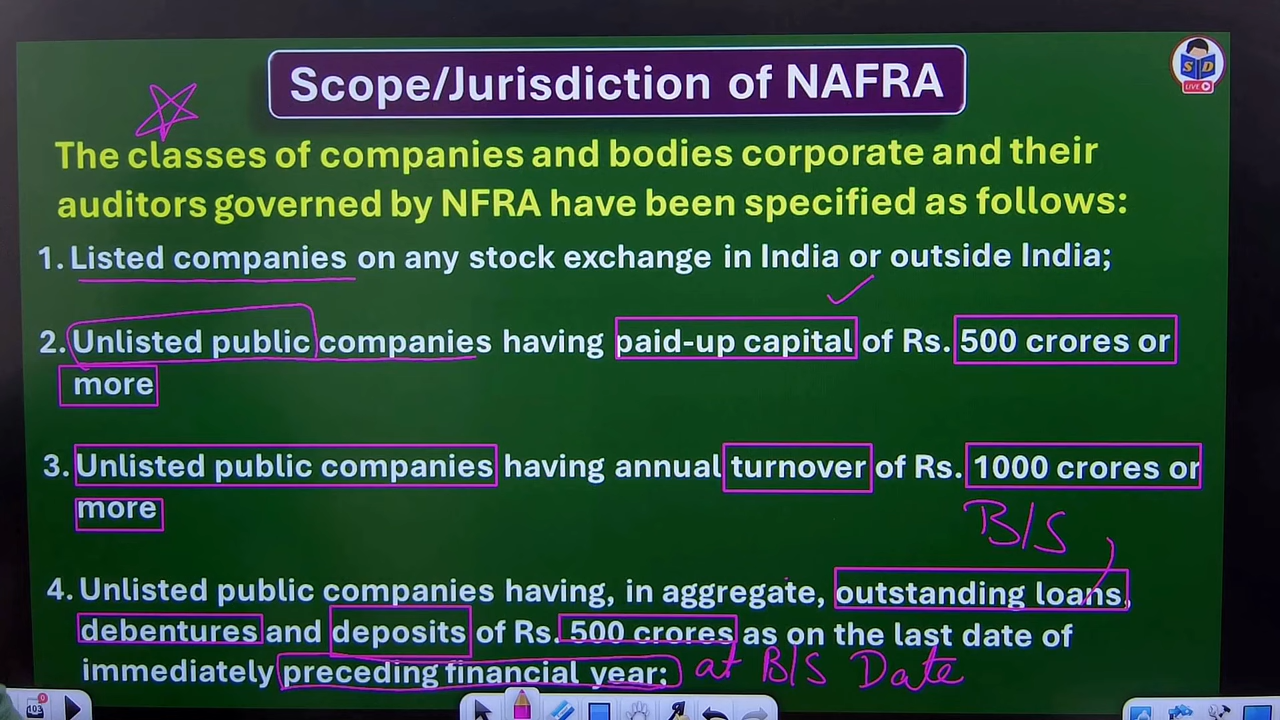 Scope/Jurisdiction of NAFRA
S D
LIVE
The classes of companies and bodies corporate and their
auditors governed by NFRA have been specified as follows:
1. Listed companies on any stock exchange in India or outside India;
2. Unlisted public companies having paid-up capital of Rs. 500 crores or
more
3. Unlisted public companies having annual turnover of Rs. 1000 crores or
more
B/S
4. Unlisted public companies having, in aggregate, outstanding loans,
debentures and deposits of Rs. 500 crores as on the last date of
immediately preceding financial year; at B/S Date
103